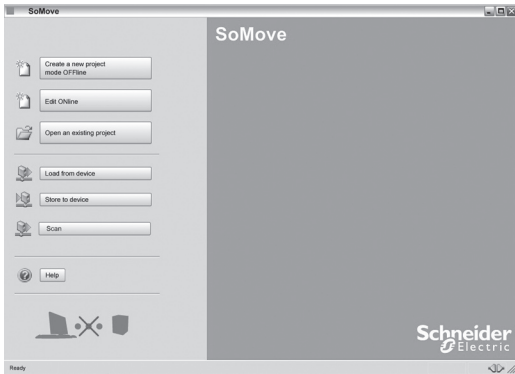 SoMove
SoMove
Create a new project
mode OFFline
Edit ONline
Open an existing project
Load from device
Store to device
Scan
Help
Schneider
Electric
Ready